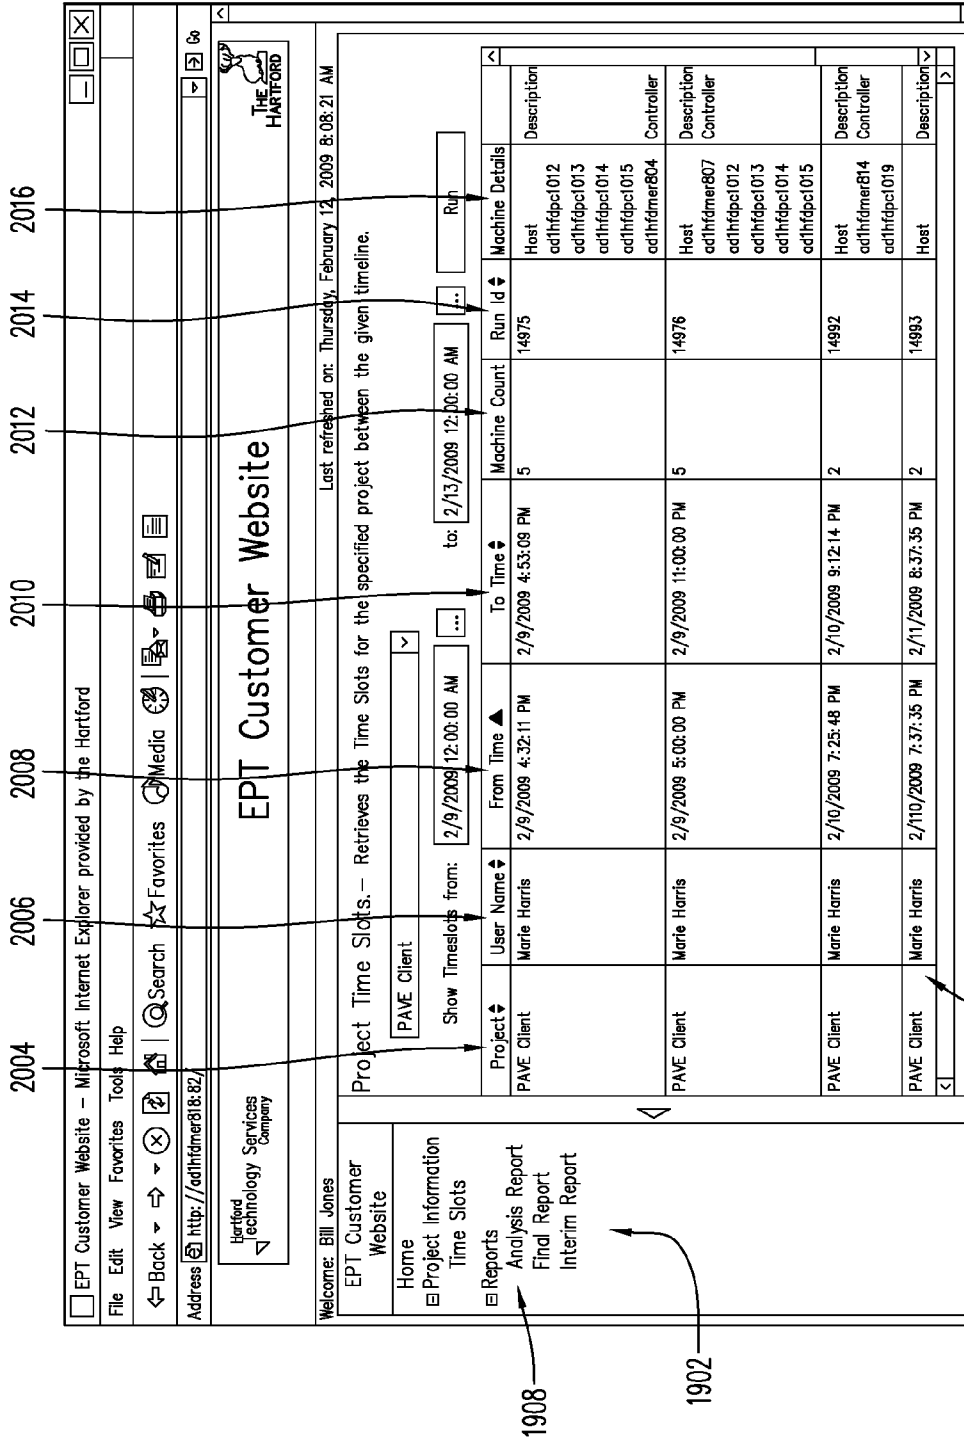 2004 2006 2008 2010 2012 2014 2016
EPT Customer Website – Microsoft Internet Explorer provided by the Hartford
File Edit View Favorites Tools Help
Back Search Favorites Media
Address http://ad1hfdmer818:82/ Go
Hartford
Technology Services
Company
EPT Customer Website
THE
HARTFORD
Welcome: Bill Jones
Last refreshed on: Thursday, February 12, 2009 8:08:21 AM
EPT Customer
Website
Home
Project Information
Time Slots
Reports
Analysis Report
Final Report
Interim Report
1908
1902
Project Time Slots.– Retrieves the Time Slots for the specified project between the given timeline.
PAVE Client
Show Timeslots from: 2/9/2009 12:00:00 AM ... to: 2/13/2009 12:00:00 AM ... Run
Project User Name From Time To Time Machine Count Run Id Machine Details
PAVE Client Marie Harris 2/9/2009 4:32:11 PM 2/9/2009 4:53:09 PM 5 14975
Host Description
ad1hfdpc1012
ad1hfdpc1013
ad1hfdpc1014
ad1hfdpc1015
ad1hfdmer804 Controller
PAVE Client Marie Harris 2/9/2009 5:00:00 PM 2/9/2009 11:00:00 PM 5 14976
Host Description
ad1hfdmer807 Controller
ad1hfdpc1012
ad1hfdpc1013
ad1hfdpc1014
ad1hfdpc1015
PAVE Client Marie Harris 2/10/2009 7:25:48 PM 2/10/2009 9:12:14 PM 2 14992
Host Description
ad1hfdmer814 Controller
ad1hfdpc1019
PAVE Client Marie Harris 2/110/2009 7:37:35 PM 2/11/2009 8:37:35 PM 2 14993
Host Description